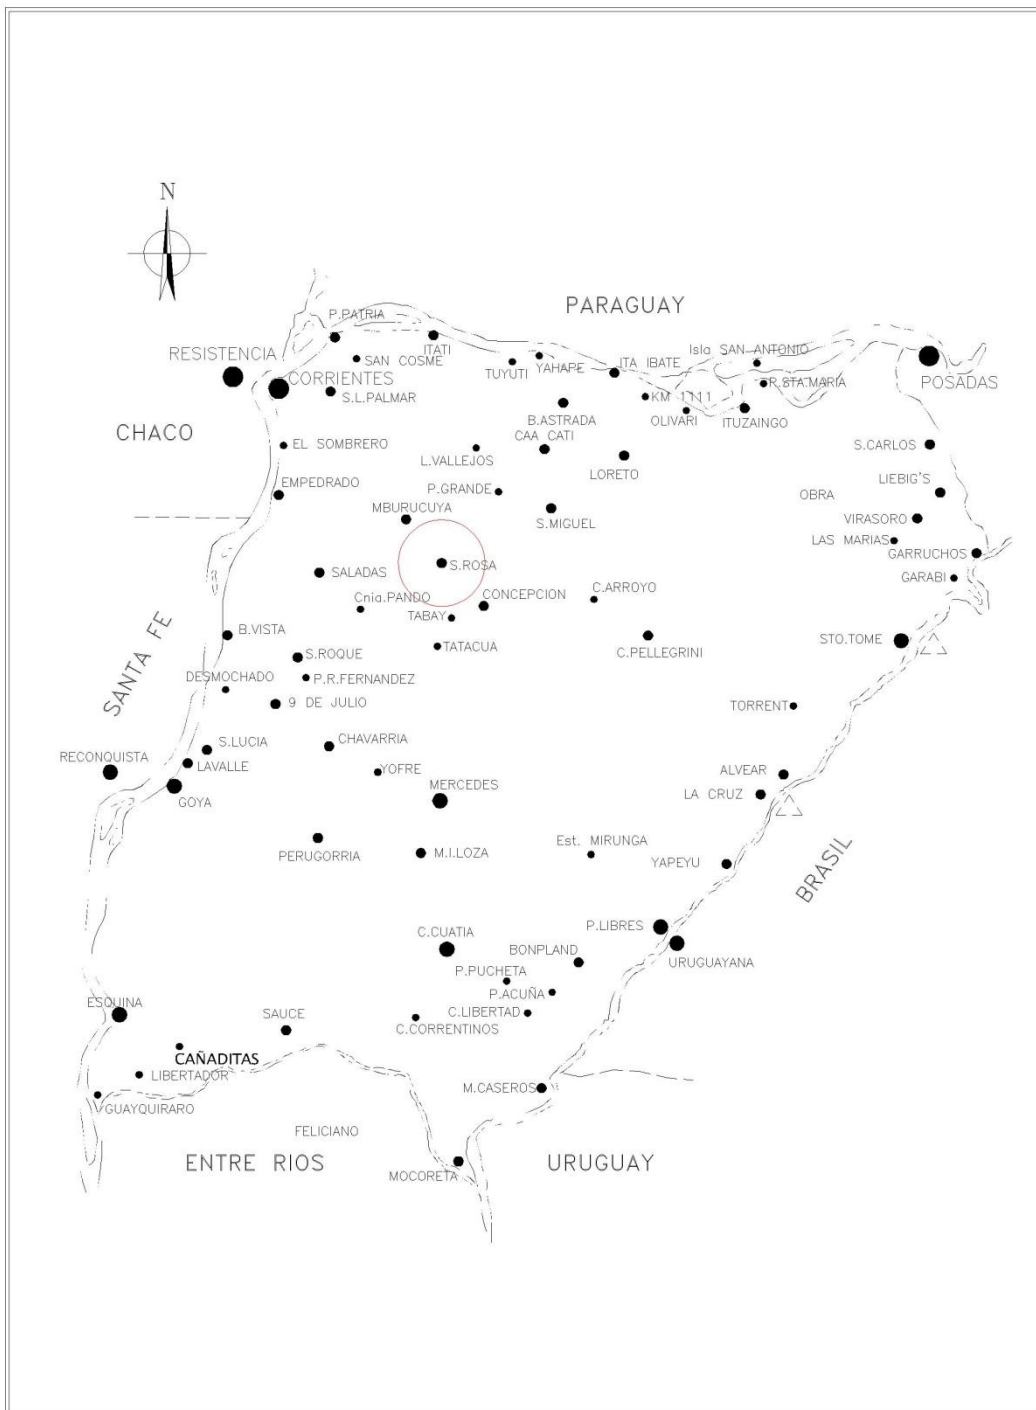 N
PARAGUAY
P.PATRIA
ITATI
SAN COSME
RESISTENCIA
CORRIENTES
S.L.PALMAR
TUYUTI
YAHAPE
ITA IBATE
Isla SAN ANTONIO
P.STA.MARIA
POSADAS
KM 1111
OLIVARI
ITUZAINGO
B.ASTRADA
CHACO
EL SOMBRERO
L.VALLEJOS
CAA CATI
LORETO
S.CARLOS
EMPEDRADO
P.GRANDE
MBURUCUYA
S.MIGUEL
OBRA
LIEBIG'S
VIRASORO
LAS MARIAS
GARRUCHOS
GARABI
SALADAS
S.ROSA
Cnia.PANDO
TABAY
CONCEPCION
C.ARROYO
SANTA FE
B.VISTA
TATACUA
C.PELLEGRINI
STO.TOME
S.ROQUE
DESMOCHADO
P.R.FERNANDEZ
9 DE JULIO
TORRENT
RECONQUISTA
S.LUCIA
LAVALLE
GOYA
CHAVARRIA
YOFRE
MERCEDES
ALVEAR
LA CRUZ
PERUGORRIA
M.I.LOZA
Est. MIRUNGA
YAPEYU
BRASIL
C.CUATIA
BONPLAND
P.LIBRES
URUGUAYANA
P.PUCHETA
P.ACUÑA
ESQUINA
SAUCE
C.CORRENTINOS
C.LIBERTAD
CAÑADITAS
LIBERTADOR
GUAYQUIRARO
M.CASEROS
FELICIANO
ENTRE RIOS
MOCORETA
URUGUAY